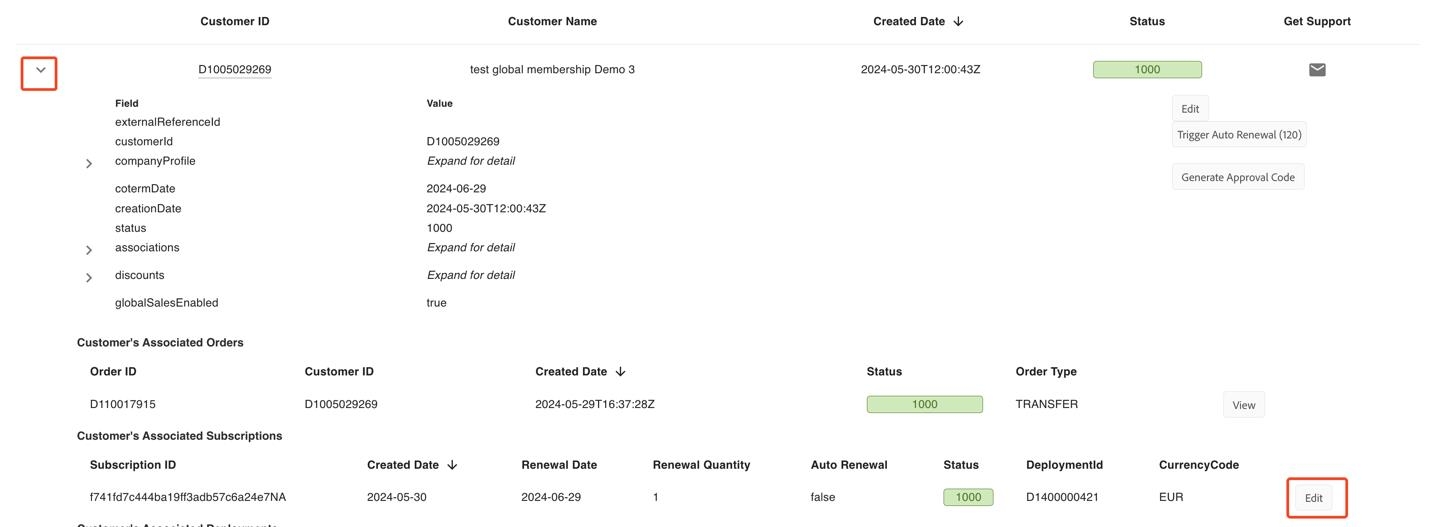 Customer ID Customer Name Created Date Status Get Support
D1005029269 test global membership Demo 3 2024-05-30T12:00:43Z 1000
Field Value Edit
externalReferenceId
customerId D1005029269 Trigger Auto Renewal (120)
companyProfile Expand for detail
Generate Approval Code
cotermDate 2024-06-29
creationDate 2024-05-30T12:00:43Z
status 1000
associations Expand for detail
discounts Expand for detail
globalSalesEnabled true
Customer's Associated Orders
Order ID Customer ID Created Date Status Order Type
D110017915 D1005029269 2024-05-29T16:37:28Z 1000 TRANSFER View
Customer's Associated Subscriptions
Subscription ID Created Date Renewal Date Renewal Quantity Auto Renewal Status DeploymentId CurrencyCode
f741fd7c444ba19ff3adb57c6a24e7NA 2024-05-30 2024-06-29 1 false 1000 D1400000421 EUR Edit
Customer's Associated Deployments